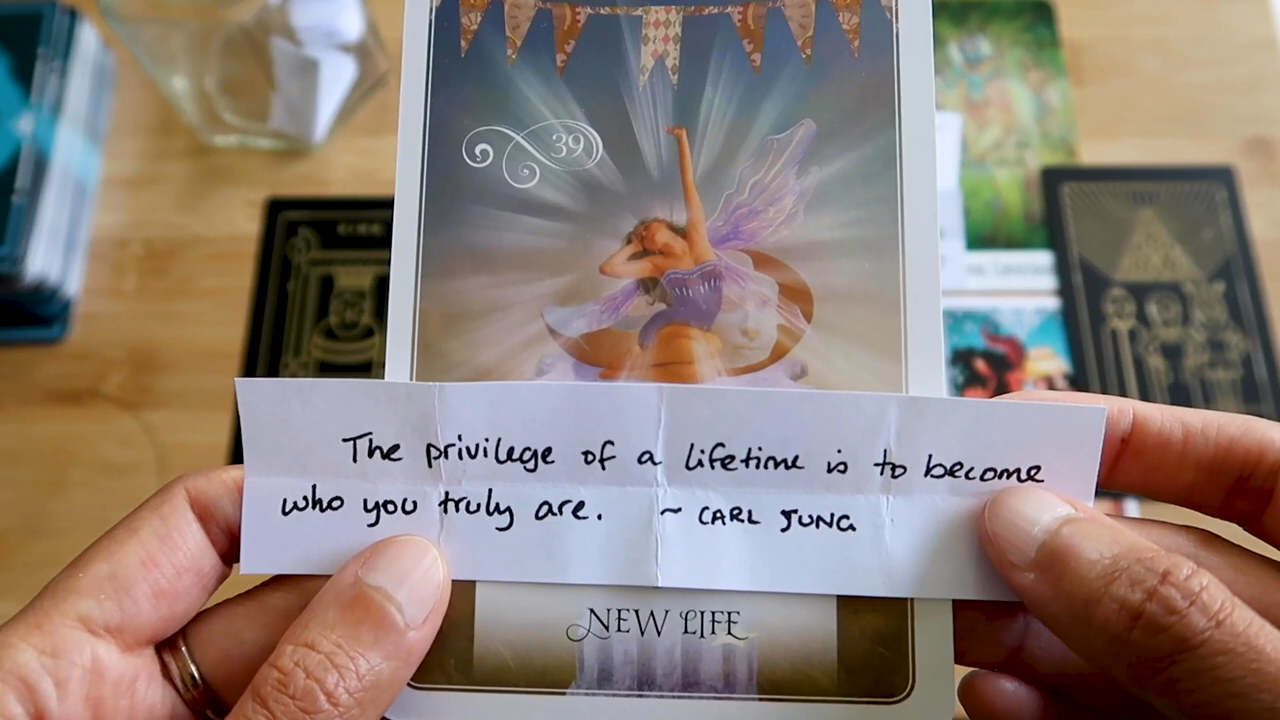 39
The privilege of a lifetime is to become
who you truly are. ~ CARL JUNG
NEW LIFE